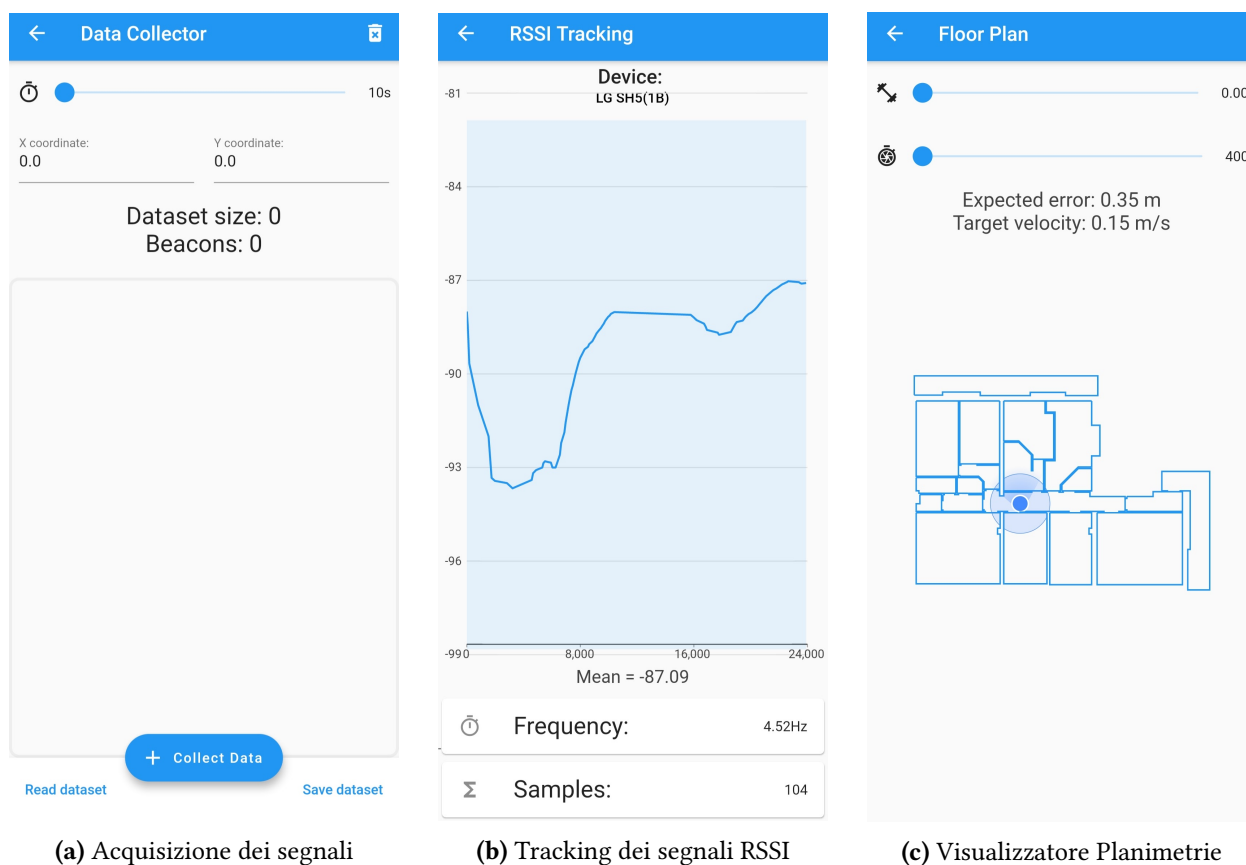 Data Collector
10s
X coordinate:
0.0
Y coordinate:
0.0
Dataset size: 0
Beacons: 0
+ Collect Data
Read dataset
Save dataset
(a) Acquisizione dei segnali
RSSI Tracking
Device:
LG SH5(1B)
-81
-84
-87
-90
-93
-96
-99
0
8,000
16,000
24,000
Mean = -87.09
Frequency:
4.52Hz
Σ
Samples:
104
(b) Tracking dei segnali RSSI
Floor Plan
0.00
400
Expected error: 0.35 m
Target velocity: 0.15 m/s
(c) Visualizzatore Planimetrie